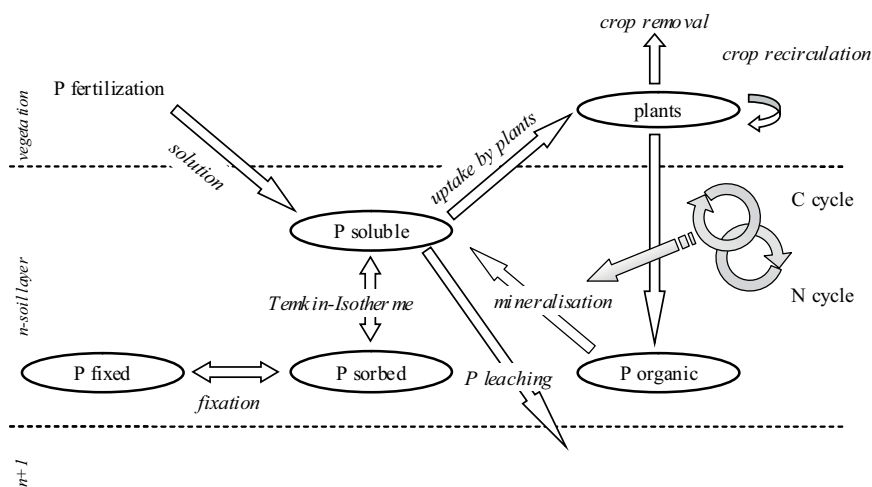 crop removal
crop recirculation
P fertilization
plants
vegetation
solution
uptake by plants
C cycle
P soluble
n-soil layer
Temkin-Isotherme
mineralisation
N cycle
P fixed
P sorbed
P leaching
P organic
fixation
n+1